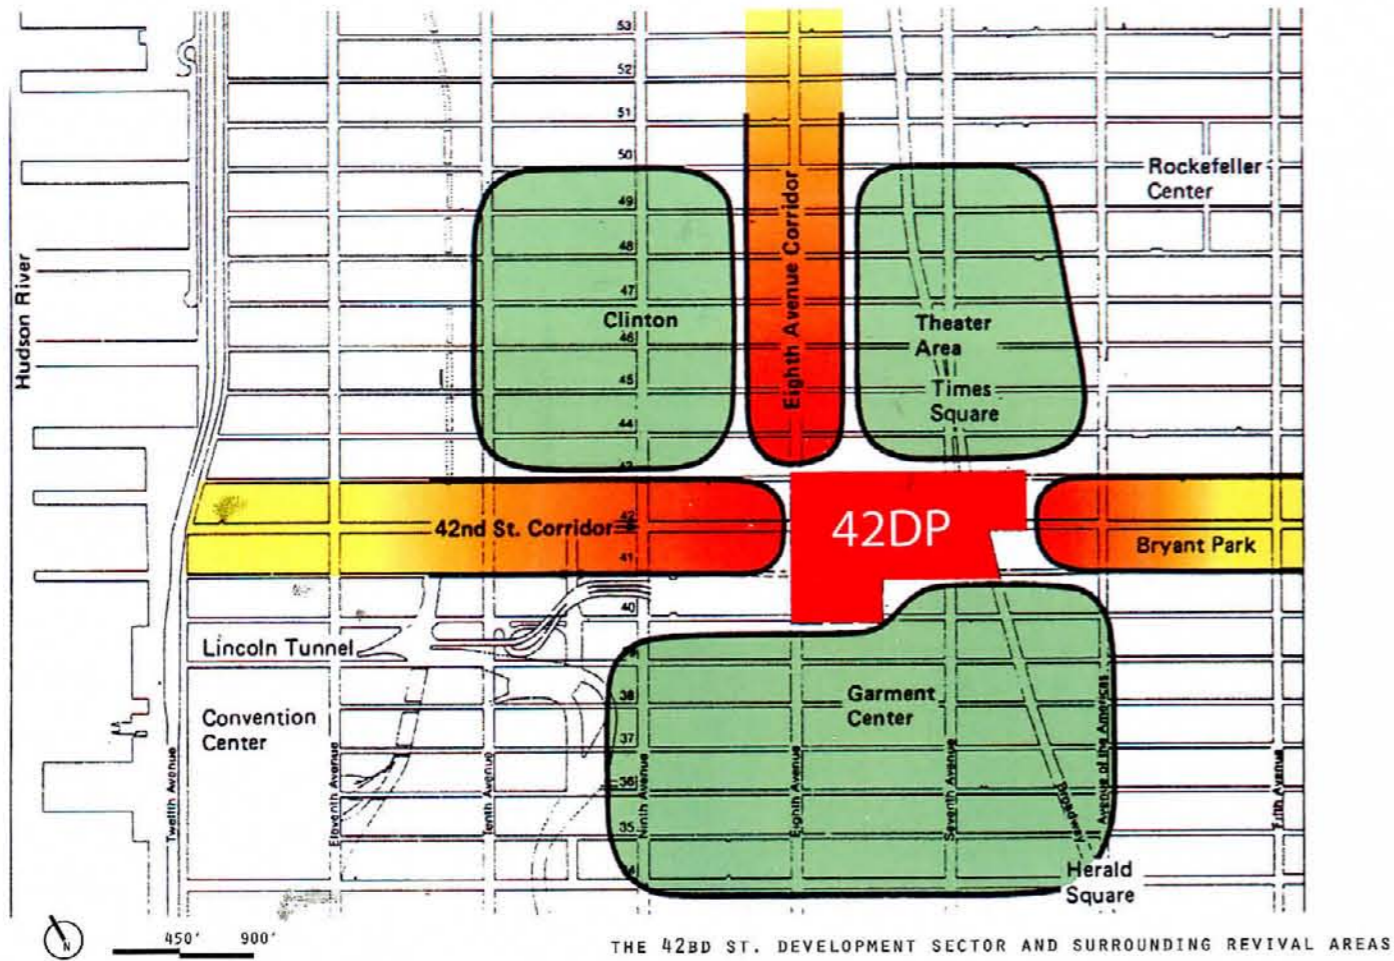 53
52
51
50
49
48
47
46
45
44
43
42
41
40
38
37
36
35
Hudson River
Clinton
Eighth Avenue Corridor
Theater
Area
Times
Square
Rockefeller
Center
42nd St. Corridor
42DP
Bryant Park
Lincoln Tunnel
Convention
Center
Garment
Center
Twelfth Avenue
Eleventh Avenue
Tenth Avenue
Ninth Avenue
Eighth Avenue
Seventh Avenue
Broadway
Avenue of the Americas
Fifth Avenue
Herald
Square
N
450' 900'
THE 42BD ST. DEVELOPMENT SECTOR AND SURROUNDING REVIVAL AREAS